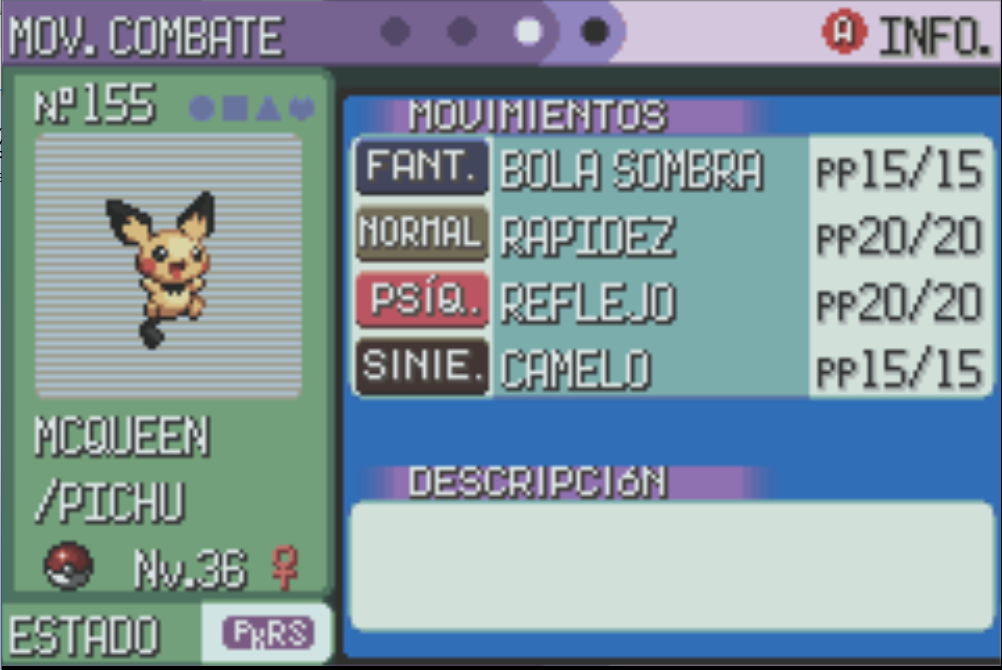 MOV. COMBATE
A INFO.
Nº155
MOVIMIENTOS
FANT. BOLA SOMBRA PP15/15
NORMAL RAPIDEZ PP20/20
PSÍQ. REFLEJO PP20/20
SINIE. CAMELO PP15/15
MCQUEEN
/PICHU
Nv.36 ♀
DESCRIPCIóN
ESTADO PKRS